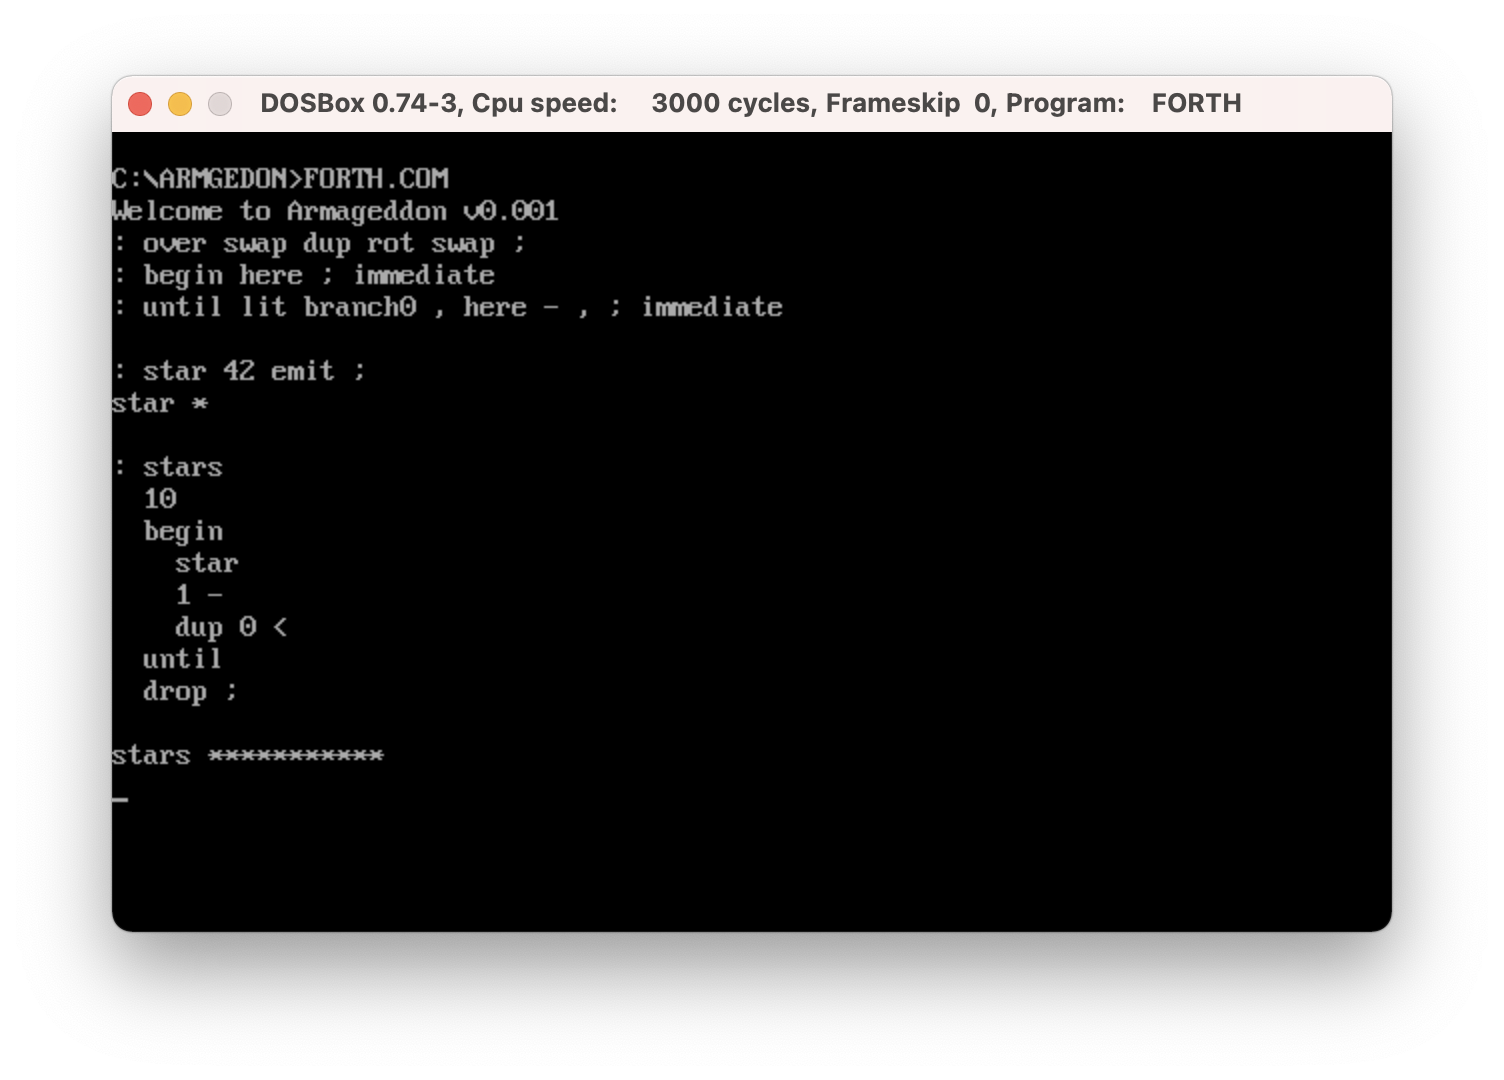 DOSBox 0.74-3, Cpu speed:    3000 cycles, Frameskip  0, Program:    FORTH
C:\ARMGEDON>FORTH.COM
Welcome to Armageddon v0.001
: over swap dup rot swap ;
: begin here ; immediate
: until lit branch0 , here - , ; immediate
: star 42 emit ;
star *
: stars
  10
  begin
    star
    1 -
    dup 0 <
  until
  drop ;
stars ***********
_